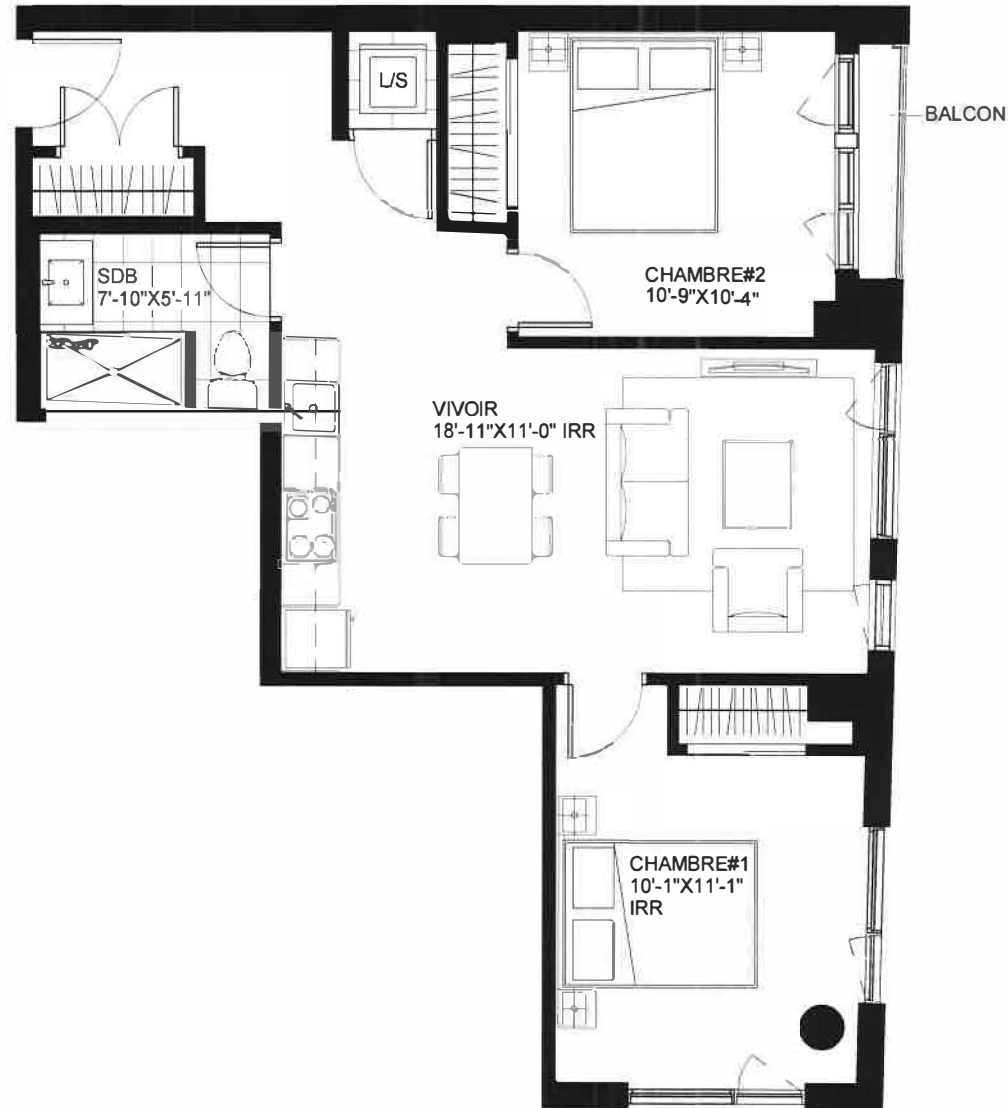 L/S
BALCON
SDB
7'-10"X5'-11"
CHAMBRE#2
10'-9"X10'-4"
VIVOIR
18'-11"X11'-0" IRR
CHAMBRE#1
10'-1"X11'-1"
IRR